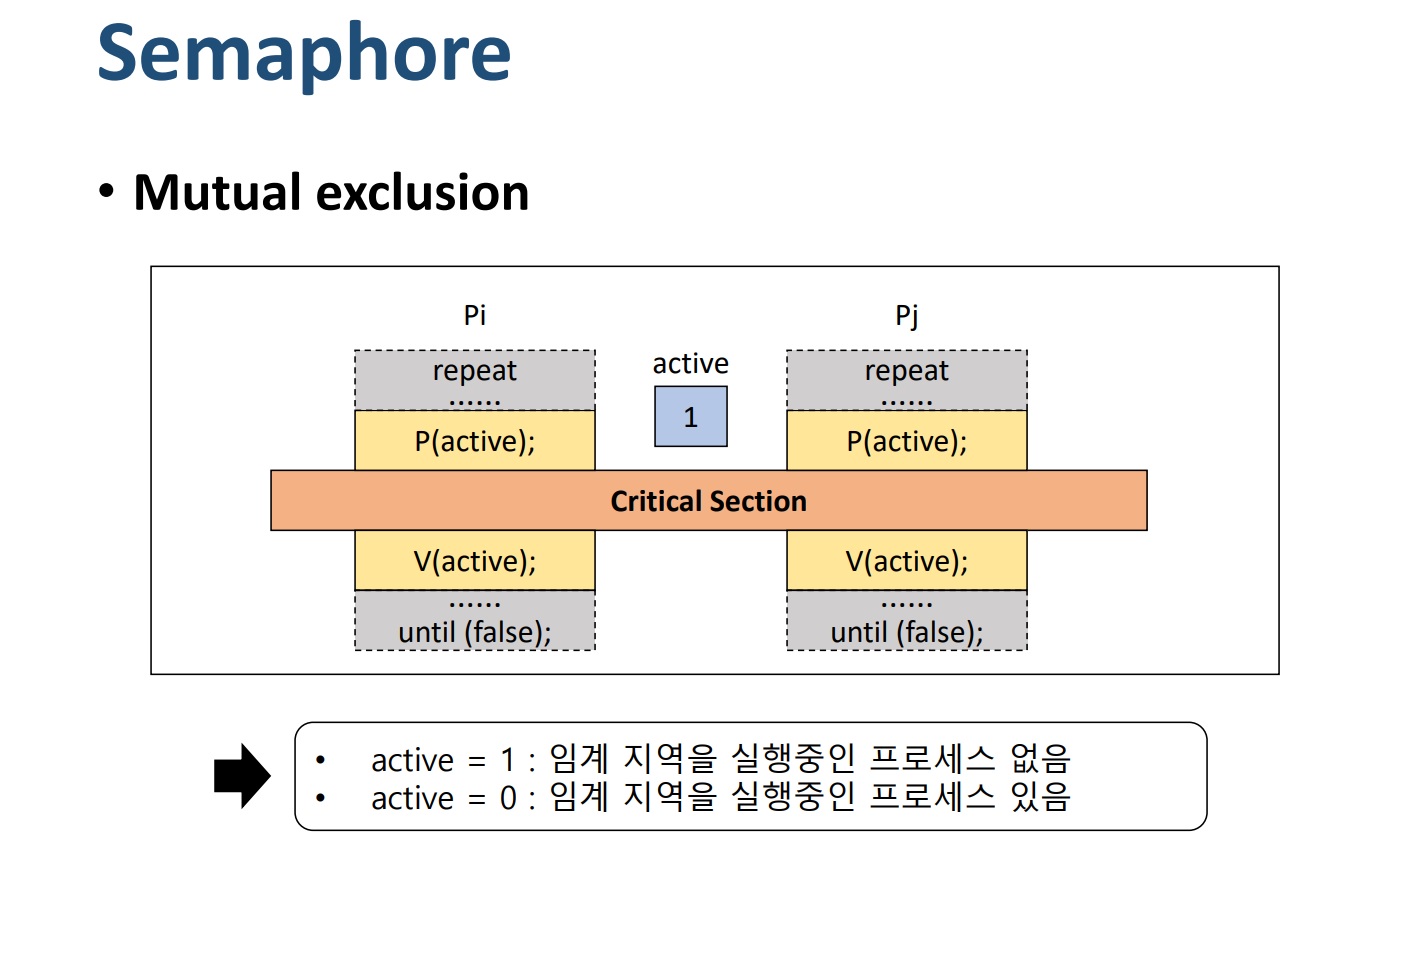 Semaphore
• Mutual exclusion
Pi
Pj
repeat
......
active
repeat
......
1
P(active);
P(active);
Critical Section
V(active);
V(active);
......
until (false);
......
until (false);
• active = 1 : 임계 지역을 실행중인 프로세스 없음
• active = 0 : 임계 지역을 실행중인 프로세스 있음